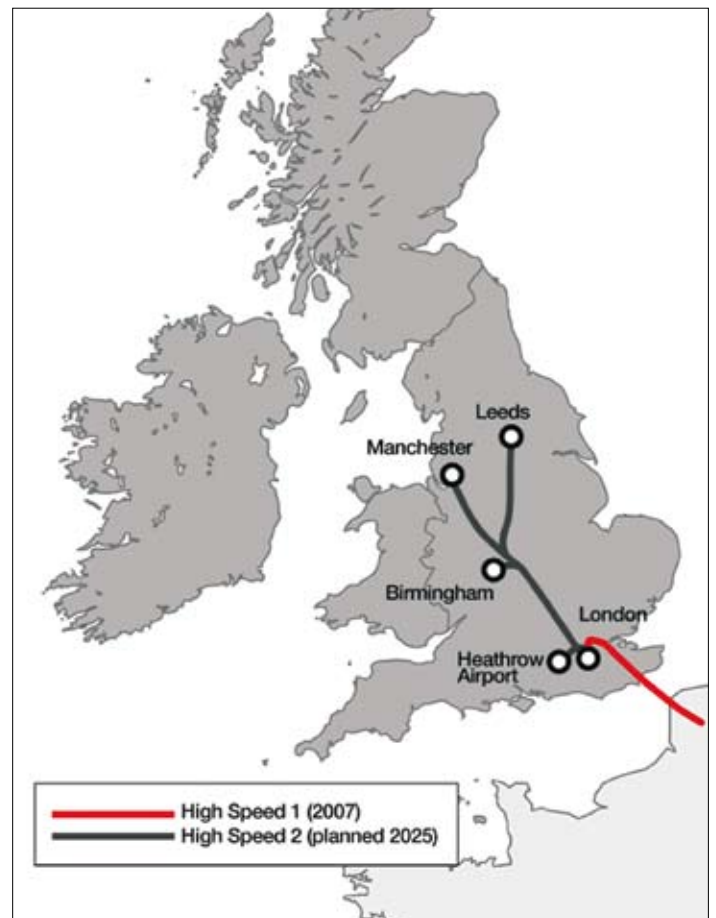 Leeds
Manchester
Birmingham
London
Heathrow
Airport
High Speed 1 (2007)
High Speed 2 (planned 2025)